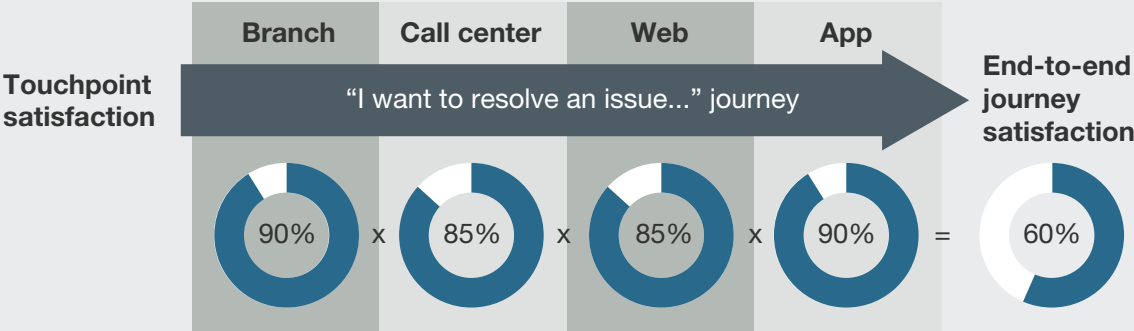 Branch
Call center
Web
App
Touchpoint
satisfaction
“I want to resolve an issue...” journey
End-to-end
journey
satisfaction
90% x 85% x 85% x 90% = 60%